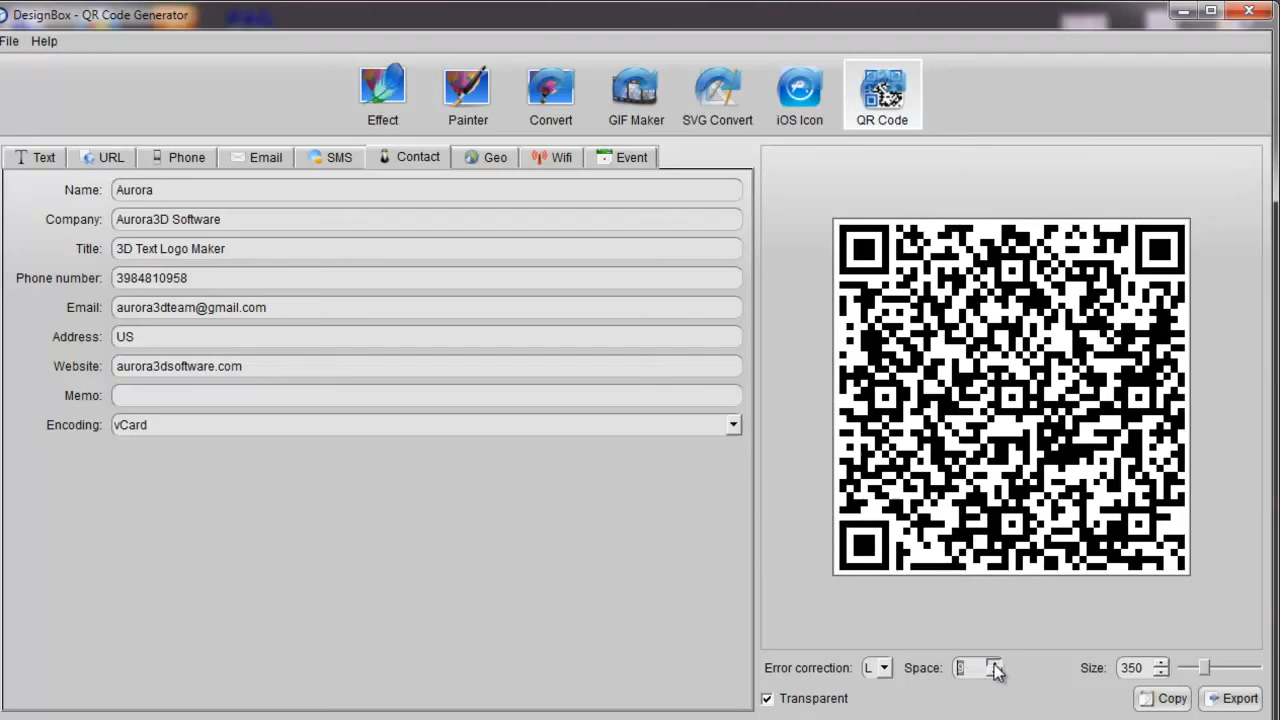 DesignBox - QR Code Generator
File Help
Effect Painter Convert GIF Maker SVG Convert iOS Icon QR Code
Text URL Phone Email SMS Contact Geo Wifi Event
Name: Aurora
Company: Aurora3D Software
Title: 3D Text Logo Maker
Phone number: 3984810958
Email: aurora3dteam@gmail.com
Address: US
Website: aurora3dsoftware.com
Memo:
Encoding: vCard
Error correction: L Space: Size: 350
Transparent Copy Export